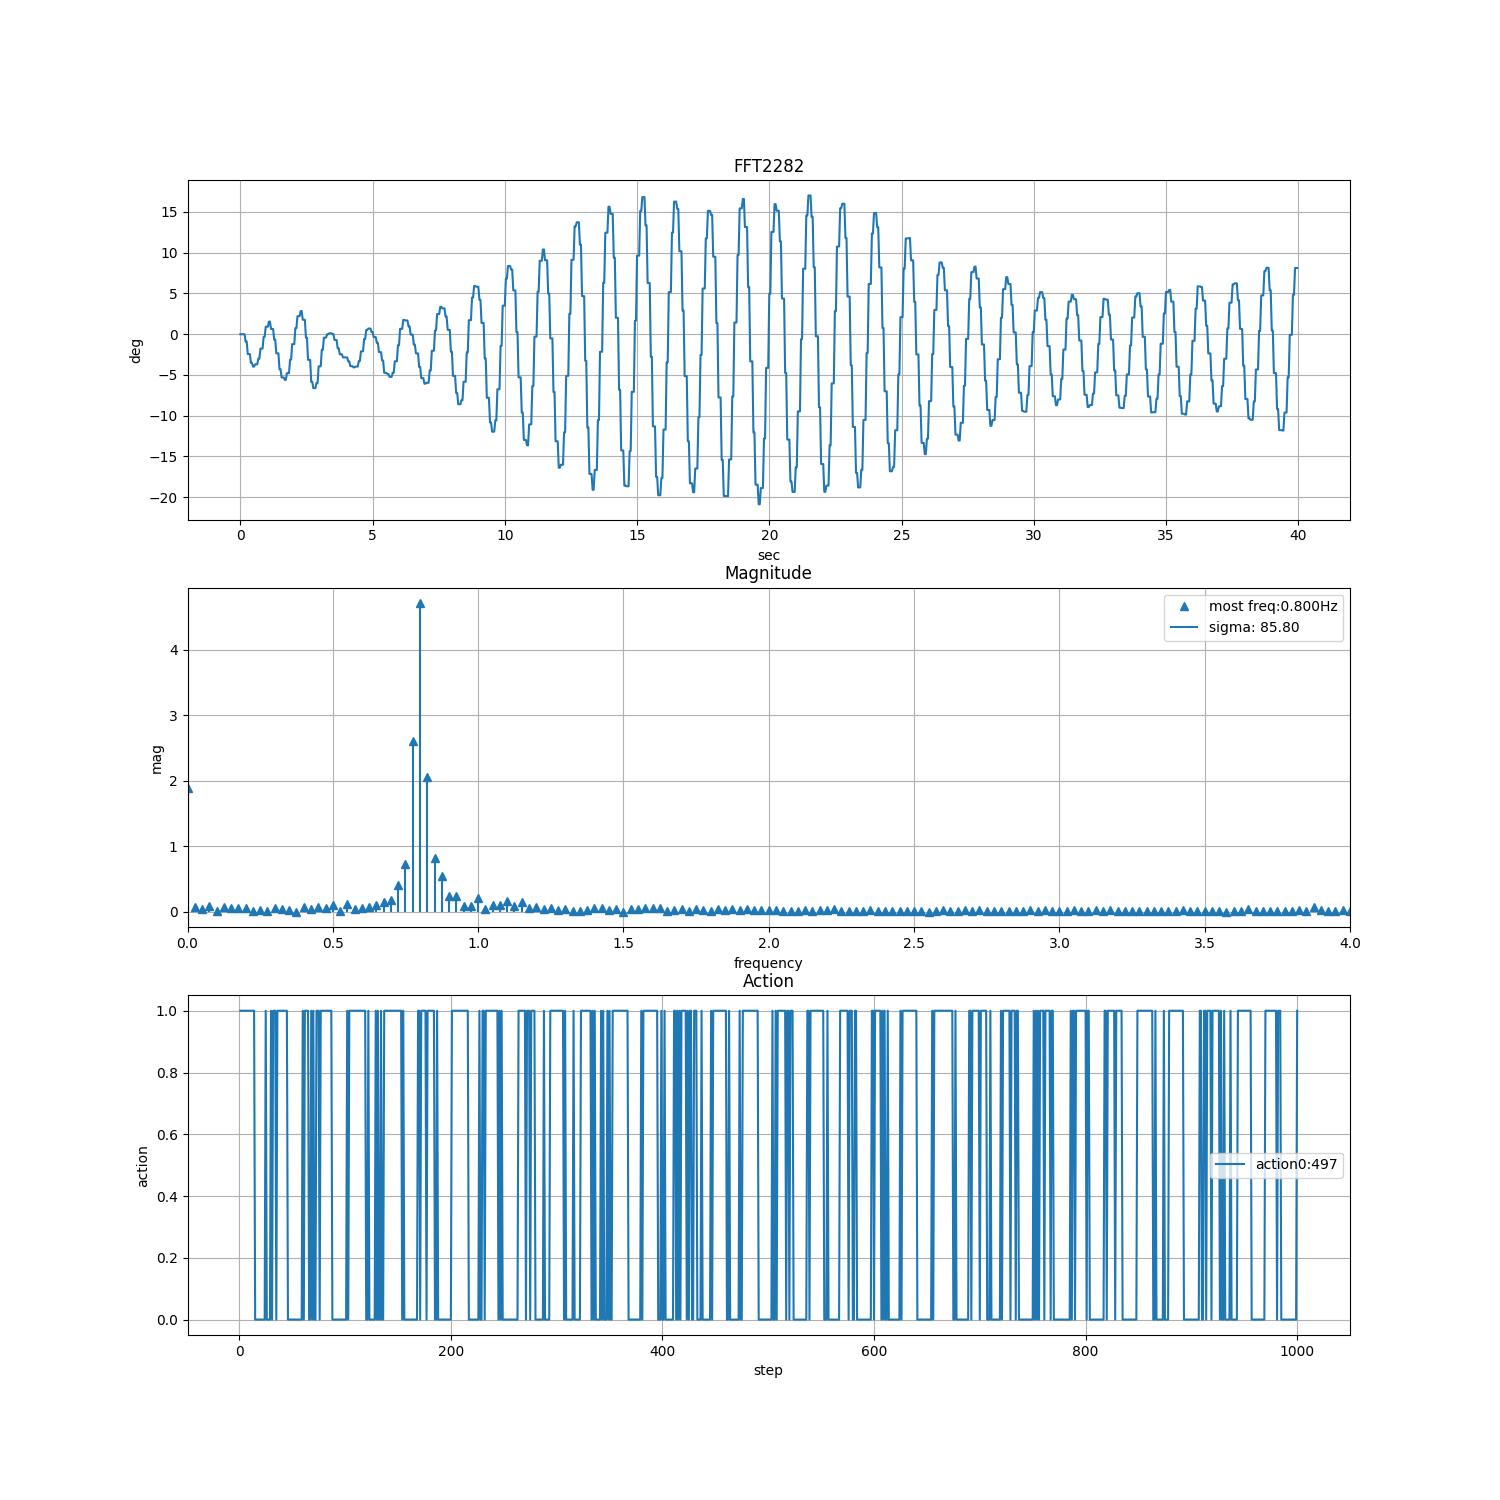 FFT2282
15
10
5
0
−5
−10
−15
−20
deg
0 5 10 15 20 25 30 35 40
sec
Magnitude
most freq:0.800Hz
sigma: 85.80
4
3
2
1
0
mag
0.0 0.5 1.0 1.5 2.0 2.5 3.0 3.5 4.0
frequency
Action
1.0
0.8
0.6
0.4
0.2
0.0
action
action0:497
0 200 400 600 800 1000
step